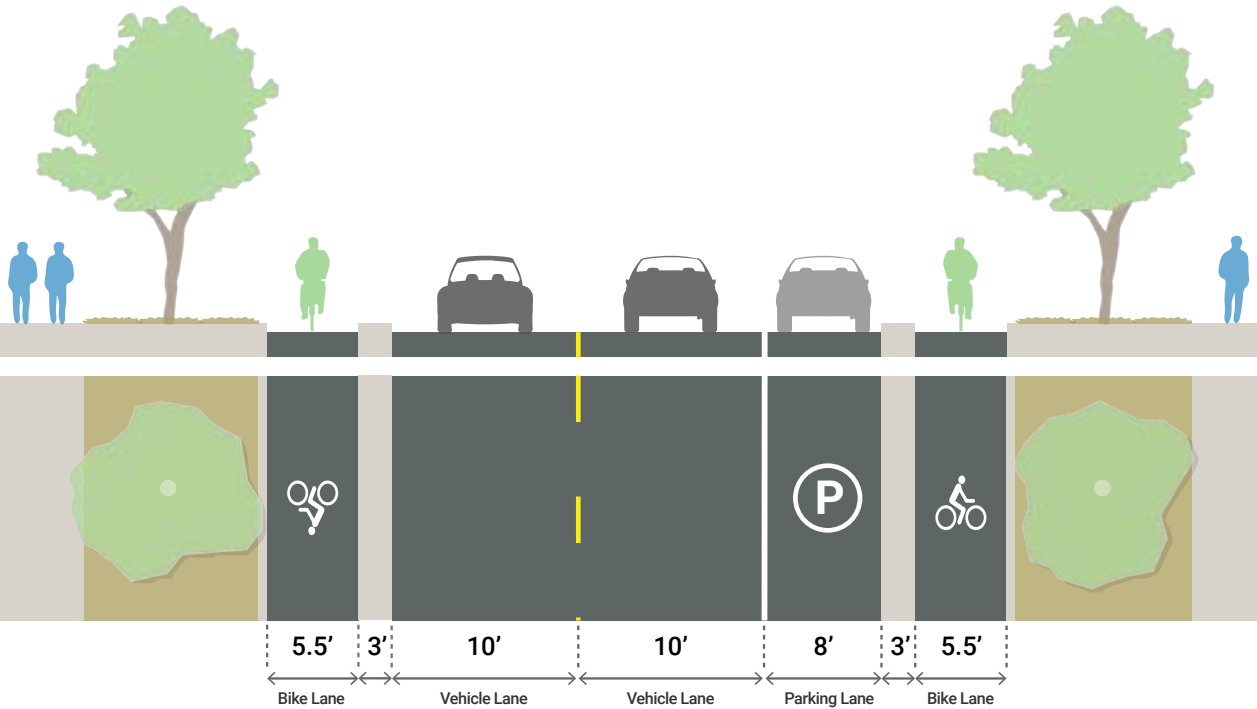 P
5.5’ 3’ 10’ 10’ 8’ 3’ 5.5’
Bike Lane Vehicle Lane Vehicle Lane Parking Lane Bike Lane